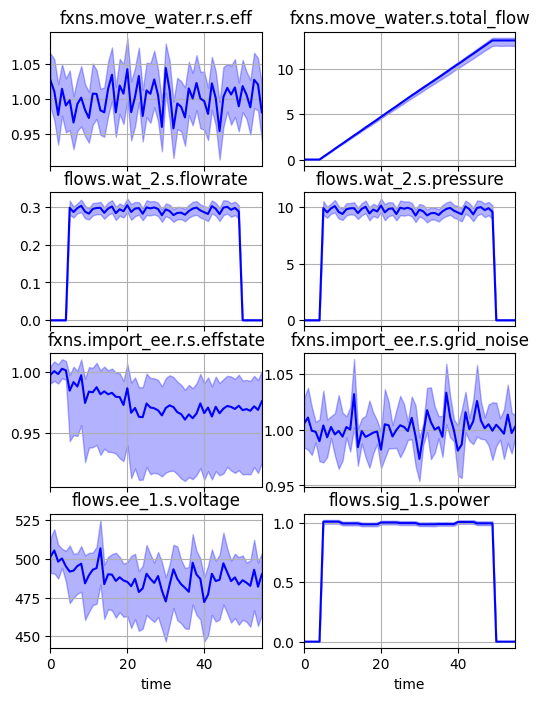 fxns.move_water.r.s.eff
fxns.move_water.s.total_flow
1.05
1.00
0.95
10
5
0
flows.wat_2.s.flowrate
flows.wat_2.s.pressure
0.3
0.2
0.1
0.0
10
5
0
fxns.import_ee.r.s.effstate
fxns.import_ee.r.s.grid_noise
1.00
0.95
1.05
1.00
0.95
flows.ee_1.s.voltage
flows.sig_1.s.power
525
500
475
450
1.0
0.5
0.0
0 20 40
0 20 40
time
time